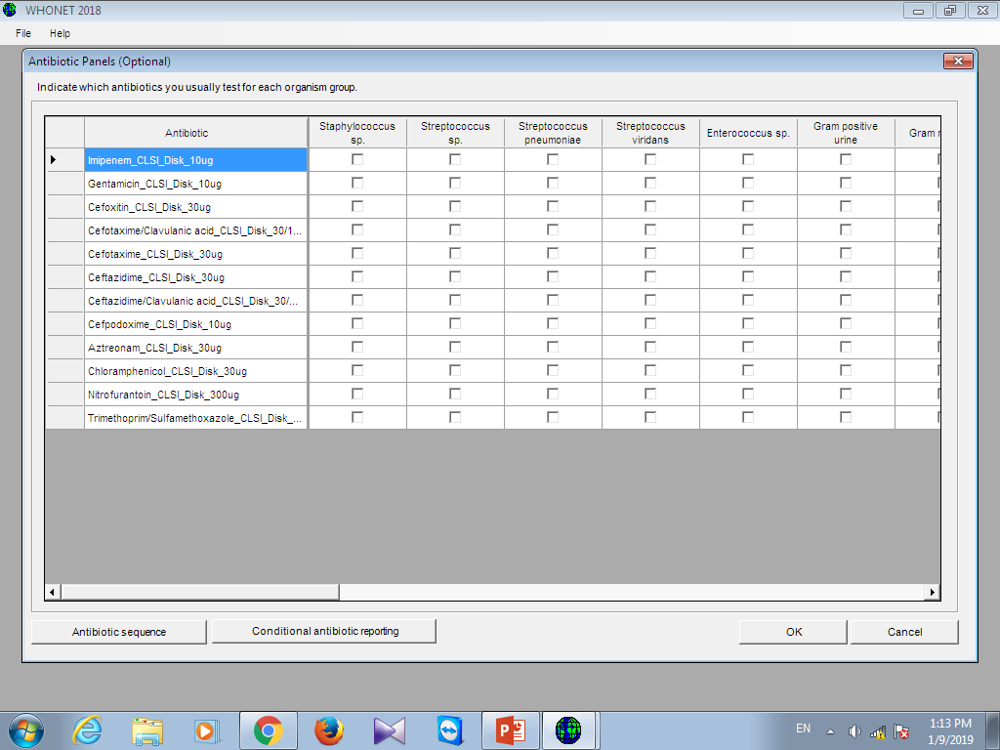 WHONET 2018
File Help
Antibiotic Panels (Optional)
Indicate which antibiotics you usually test for each organism group.
Antibiotic
Staphylococcus
sp.
Streptococcus
sp.
Streptococcus
pneumoniae
Streptococcus
viridans
Enterococcus sp.
Gram positive
urine
Gram
Imipenem_CLSI_Disk_10ug
Gentamicin_CLSI_Disk_10ug
Cefoxitin_CLSI_Disk_30ug
Cefotaxime/Clavulanic acid_CLSI_Disk_30/1...
Cefotaxime_CLSI_Disk_30ug
Ceftazidime_CLSI_Disk_30ug
Ceftazidime/Clavulanic acid_CLSI_Disk_30/...
Cefpodoxime_CLSI_Disk_10ug
Aztreonam_CLSI_Disk_30ug
Chloramphenicol_CLSI_Disk_30ug
Nitrofurantoin_CLSI_Disk_300ug
Trimethoprim/Sulfamethoxazole_CLSI_Disk_...
Antibiotic sequence
Conditional antibiotic reporting
OK
Cancel
EN
1:13 PM
1/9/2019